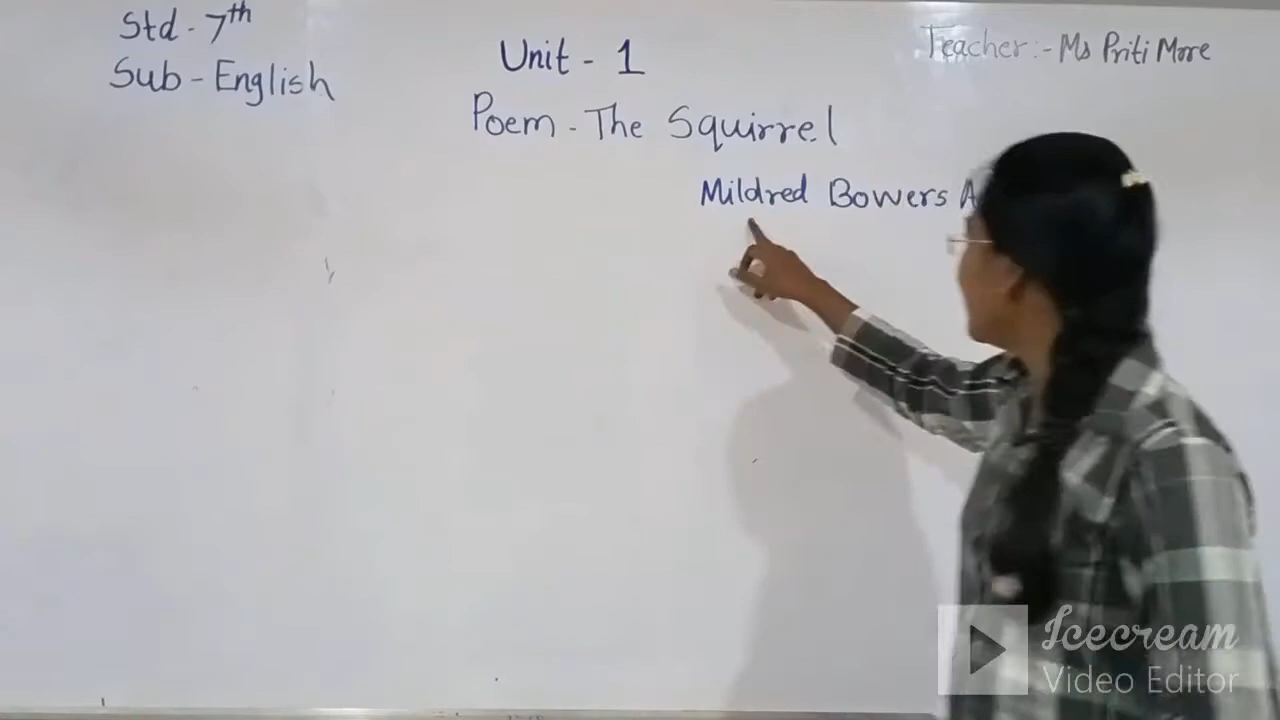 Std - 7th
Sub - English
Unit - 1
Teacher :- Ms Priti More
Poem - The Squirrel
Mildred Bowers A
Icecream
Video Editor